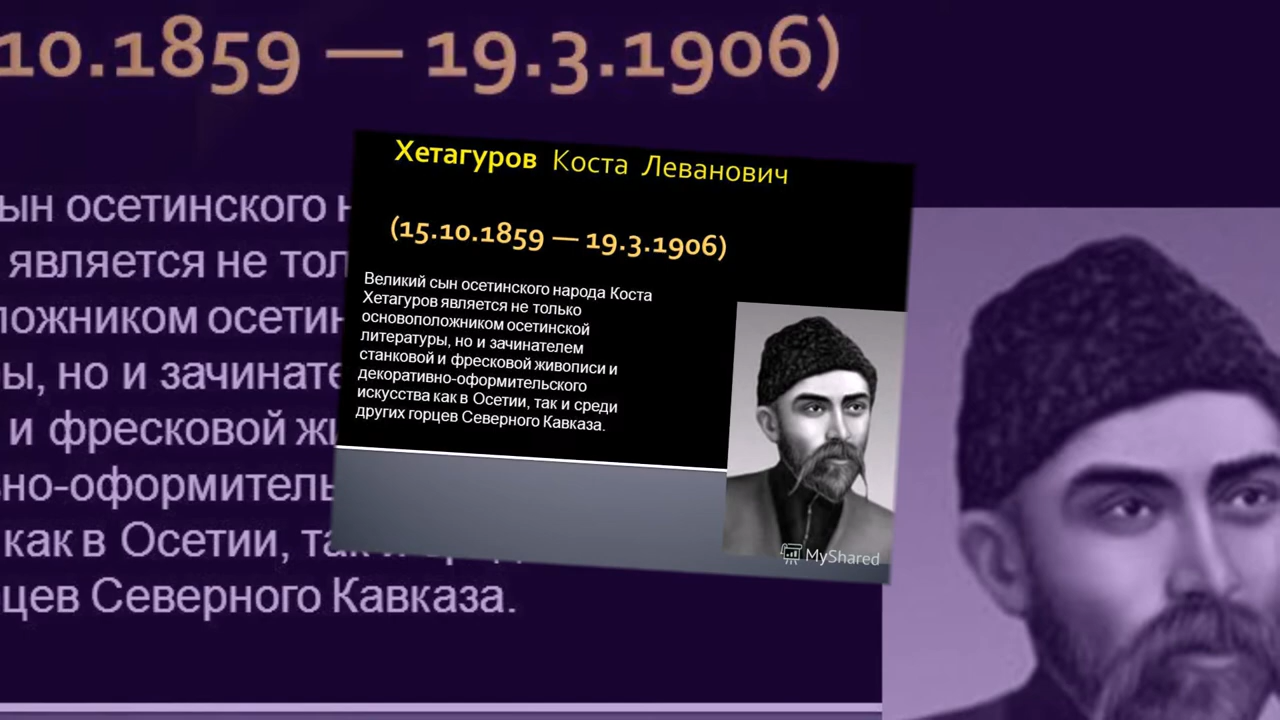 10.1859 — 19.3.1906)
Хетагуров Коста Леванович
(15.10.1859 — 19.3.1906)
Великий сын осетинского народа Коста
Хетагуров является не только
основоположником осетинской
литературы, но и зачинателем
станковой и фресковой живописи и
декоративно-оформительского
искусства как в Осетии, так и среди
других горцев Северного Кавказа.
MyShared
ын осетинского н
является не тол
ложником осетин
ы, но и зачинате
и фресковой жи
но-оформитель
как в Осетии, так и сред
цев Северного Кавказа.